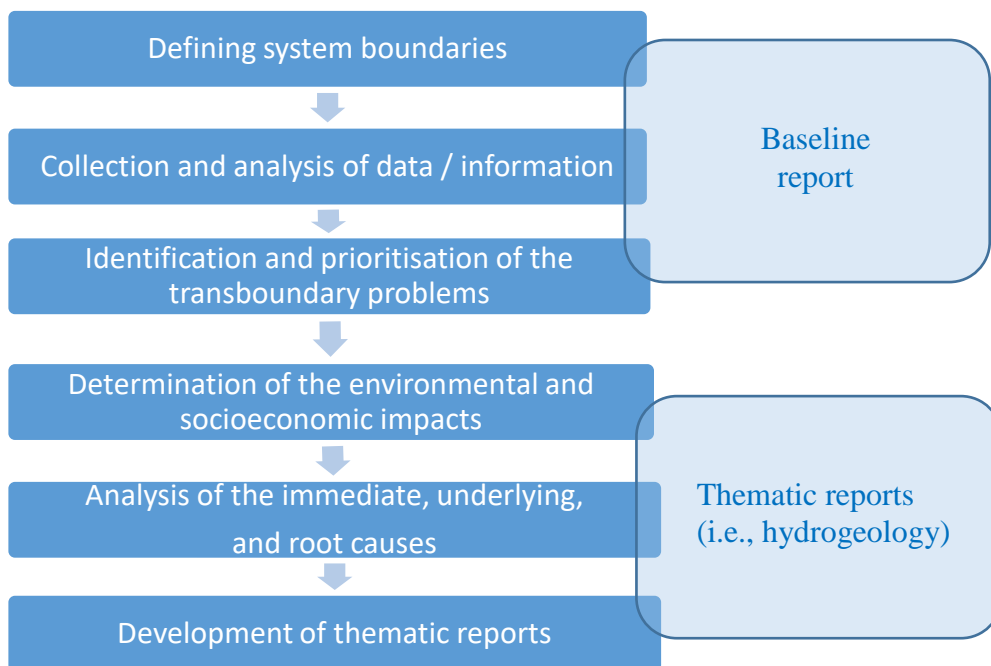 Defining system boundaries
Collection and analysis of data / information
Identification and prioritisation of the
transboundary problems
Baseline
report
Determination of the environmental and
socioeconomic impacts
Analysis of the immediate, underlying,
and root causes
Development of thematic reports
Thematic reports
(i.e., hydrogeology)